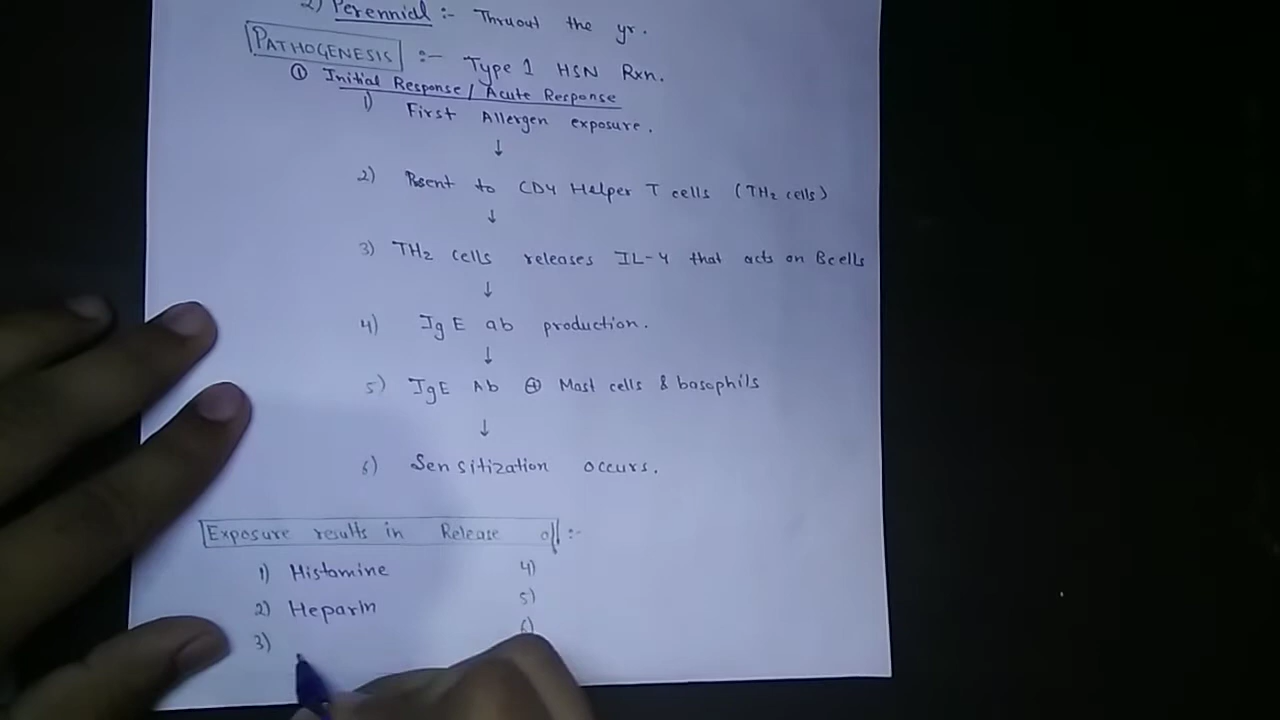 2) Perennial :- Thruout the yr.
PATHOGENESIS :- Type 1 HSN Rxn.
① Initial Response / Acute Response
1) First Allergen exposure.
↓
2) Psent to CD4 Helper T cells (TH2 cells)
↓
3) TH2 cells releases IL-4 that acts on Bcells
↓
4) IgE ab production.
↓
5) IgE Ab ⊕ Mast cells & basophils
↓
6) Sensitization occurs.
Exposure results in Release of :-
1) Histamine 4)
2) Heparin 5)
3) 6)